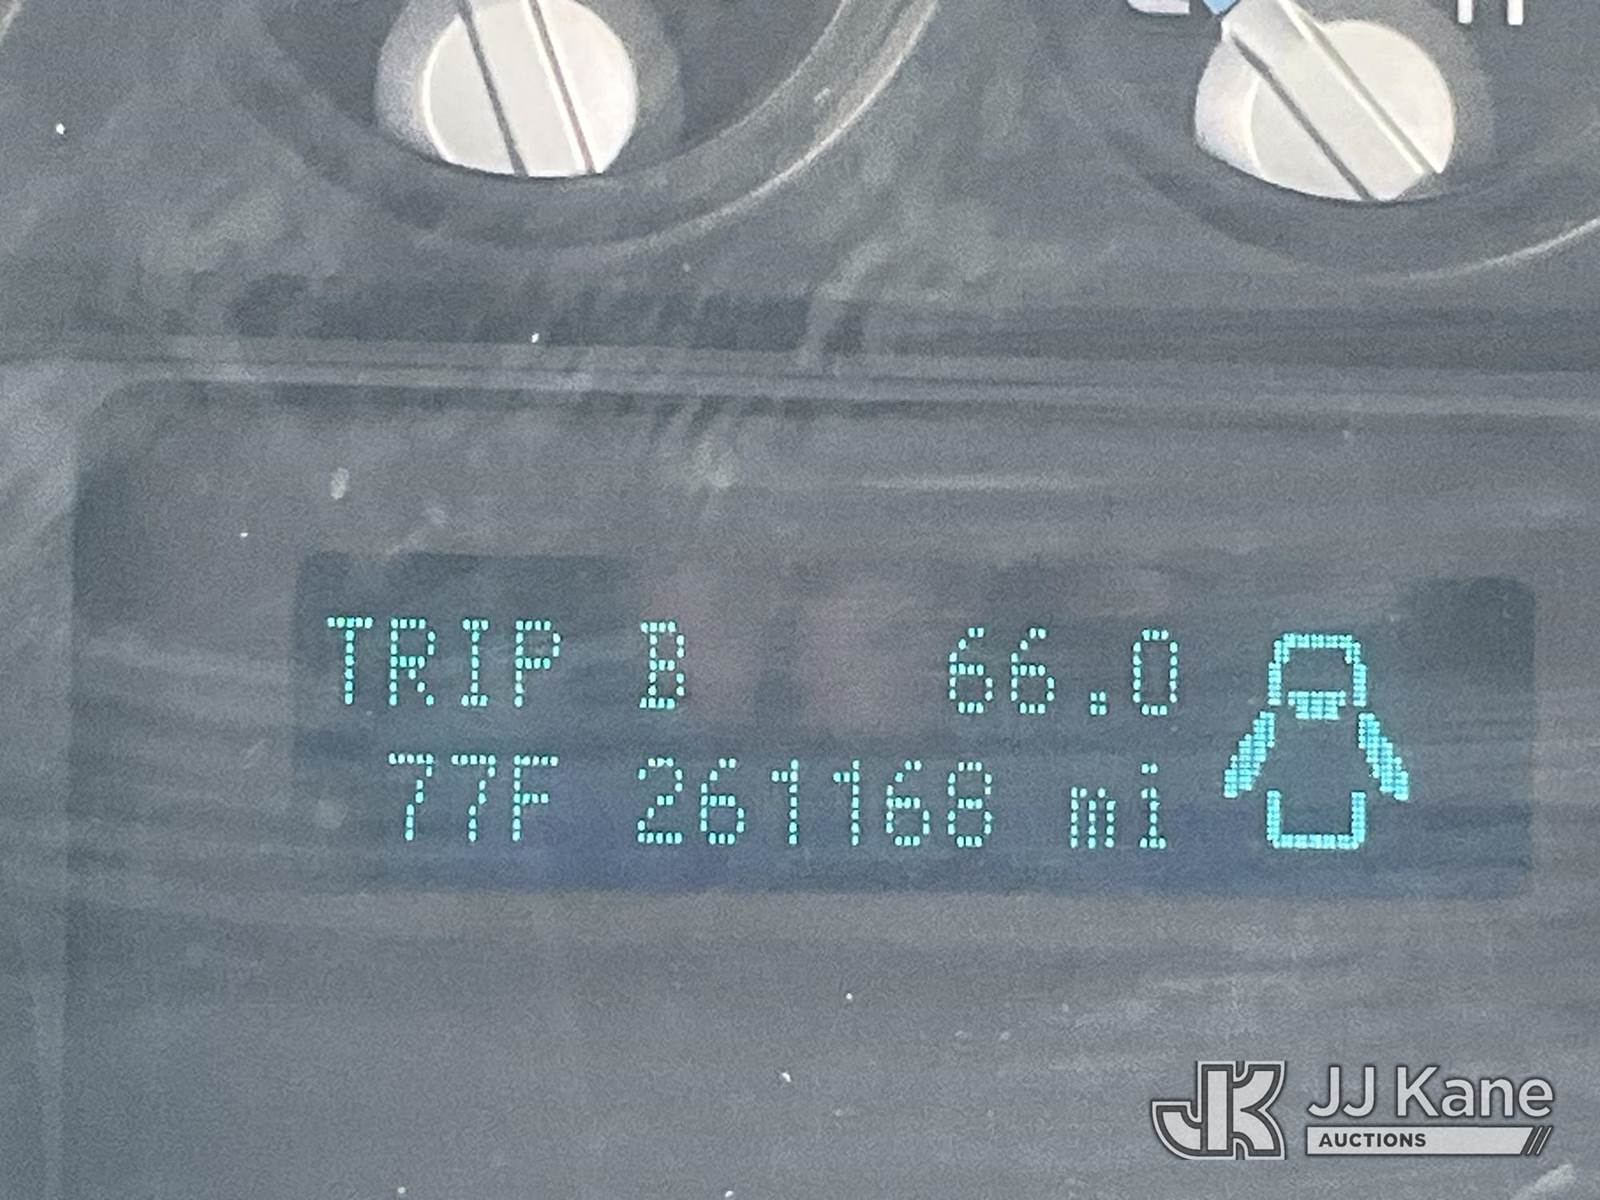 TRIP B 66.0
77F 261168 mi
JJ Kane
AUCTIONS